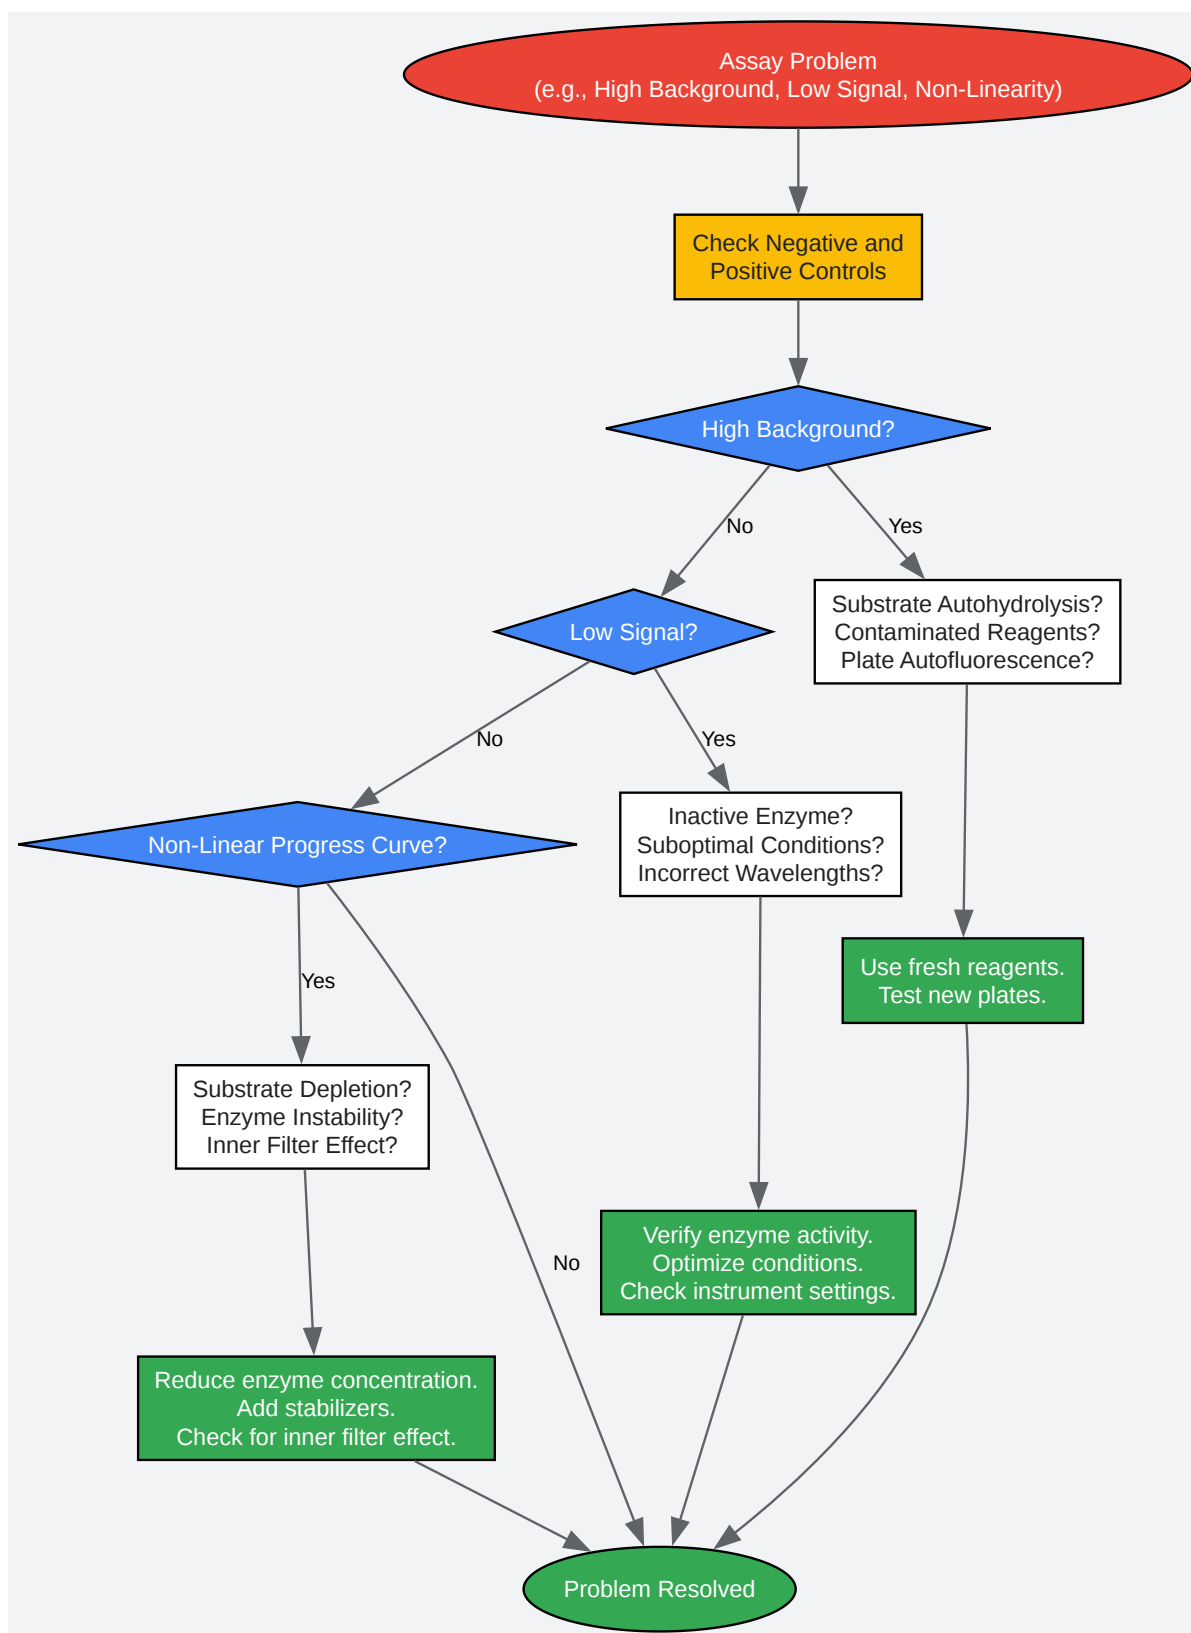 Assay Problem
(e.g., High Background, Low Signal, Non-Linearity)
Check Negative and
Positive Controls
High Background?
No
Yes
Low Signal?
Substrate Autohydrolysis?
Contaminated Reagents?
Plate Autofluorescence?
No
Yes
Non-Linear Progress Curve?
Inactive Enzyme?
Suboptimal Conditions?
Incorrect Wavelengths?
Use fresh reagents.
Test new plates.
Yes
Substrate Depletion?
Enzyme Instability?
Inner Filter Effect?
No
Verify enzyme activity.
Optimize conditions.
Check instrument settings.
Reduce enzyme concentration.
Add stabilizers.
Check for inner filter effect.
Problem Resolved